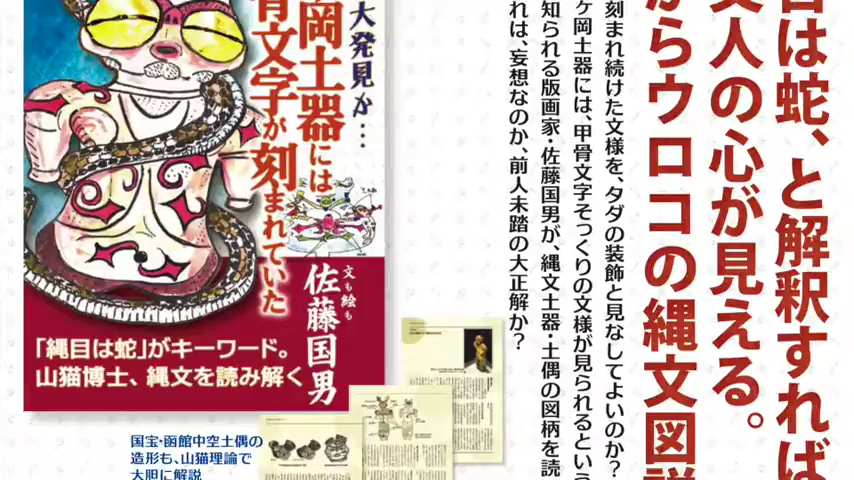 目は蛇、と解釈すれば
文人の心が見える。
からウロコの縄文図説
刻まれ続けた文様を、タダの装飾と見なしてよいのか?
ヶ岡土器には、甲骨文字そっくりの文様が見られるという
知られる版画家・佐藤国男が、縄文土器・土偶の図柄を読
れは、妄想なのか、前人未踏の大正解か?
大発見か…
岡土器には
骨文字が刻まれていた
文も絵も
佐藤国男
「縄目は蛇」がキーワード。
山猫博士、縄文を読み解く
国宝・函館中空土偶の
造形も、山猫理論で
大胆に解説